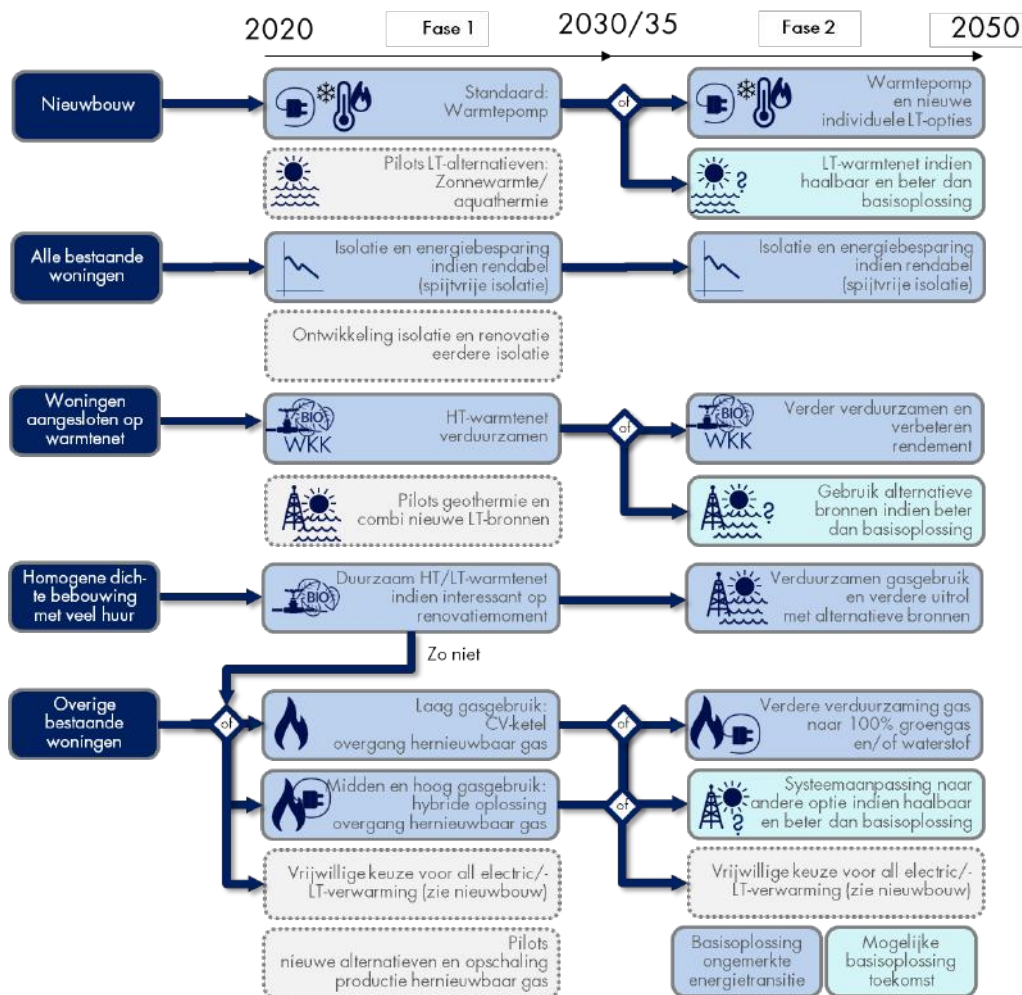 2020
Fase 1
2030/35
Fase 2
2050
Nieuwbouw
Standaard:
Warmtepomp
of
Warmtepomp
en nieuwe
individuele LT-opties
Pilots LT-alternatieven:
Zonnewarmte/
aquathermie
?
LT-warmtenet indien
haalbaar en beter dan
basisoplossing
Alle bestaande
woningen
Isolatie en energiebesparing
indien rendabel
(spijtvrije isolatie)
Isolatie en energiebesparing
indien rendabel
(spijtvrije isolatie)
Ontwikkeling isolatie en renovatie
eerdere isolatie
Woningen
aangesloten op
warmtenet
BIO
WKK
HT-warmtenet
verduurzamen
of
BIO
WKK
Verder verduurzamen en
verbeteren
rendement
Pilots geothermie en
combi nieuwe LT-bronnen
?
Gebruik alternatieve
bronnen indien beter
dan basisoplossing
Homogene dich-
te bebouwing
met veel huur
BIO
Duurzaam HT/LT-warmtenet
indien interessant op
renovatiemoment
Verduurzamen gasgebruik
en verdere uitrol
met alternatieve bronnen
Zo niet
Overige
bestaande
woningen
of
Laag gasgebruik:
CV-ketel
overgang hernieuwbaar gas
of
Verdere verduurzaming gas
naar 100% groengas
en/of waterstof
Midden en hoog gasgebruik:
hybride oplossing
overgang hernieuwbaar gas
of
?
Systeemaanpassing naar
andere optie indien haalbaar
en beter dan basisoplossing
Vrijwillige keuze voor all electric/-
LT-verwarming (zie nieuwbouw)
Vrijwillige keuze voor all electric/-
LT-verwarming (zie nieuwbouw)
Pilots
nieuwe alternatieven en opschaling
productie hernieuwbaar gas
Basisoplossing
ongemerkte
energietransitie
Mogelijke
basisoplossing
toekomst